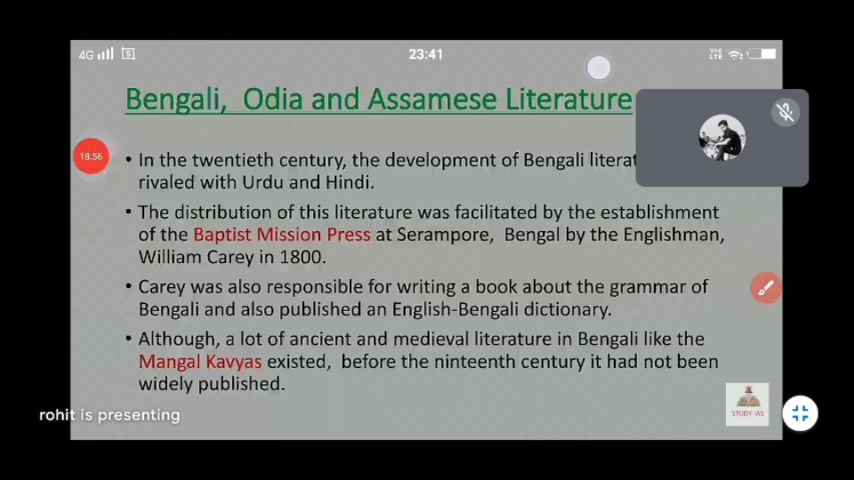 4G 23:41 VoLTE
Bengali, Odia and Assamese Literature
18:56
• In the twentieth century, the development of Bengali
rivaled with Urdu and Hindi.
• The distribution of this literature was facilitated by the establishment
of the Baptist Mission Press at Serampore, Bengal by the Englishman,
William Carey in 1800.
• Carey was also responsible for writing a book about the grammar of
Bengali and also published an English-Bengali dictionary.
• Although, a lot of ancient and medieval literature in Bengali like the
Mangal Kavyas existed, before the ninteenth century it had not been
widely published.
STUDY IAS
rohit is presenting